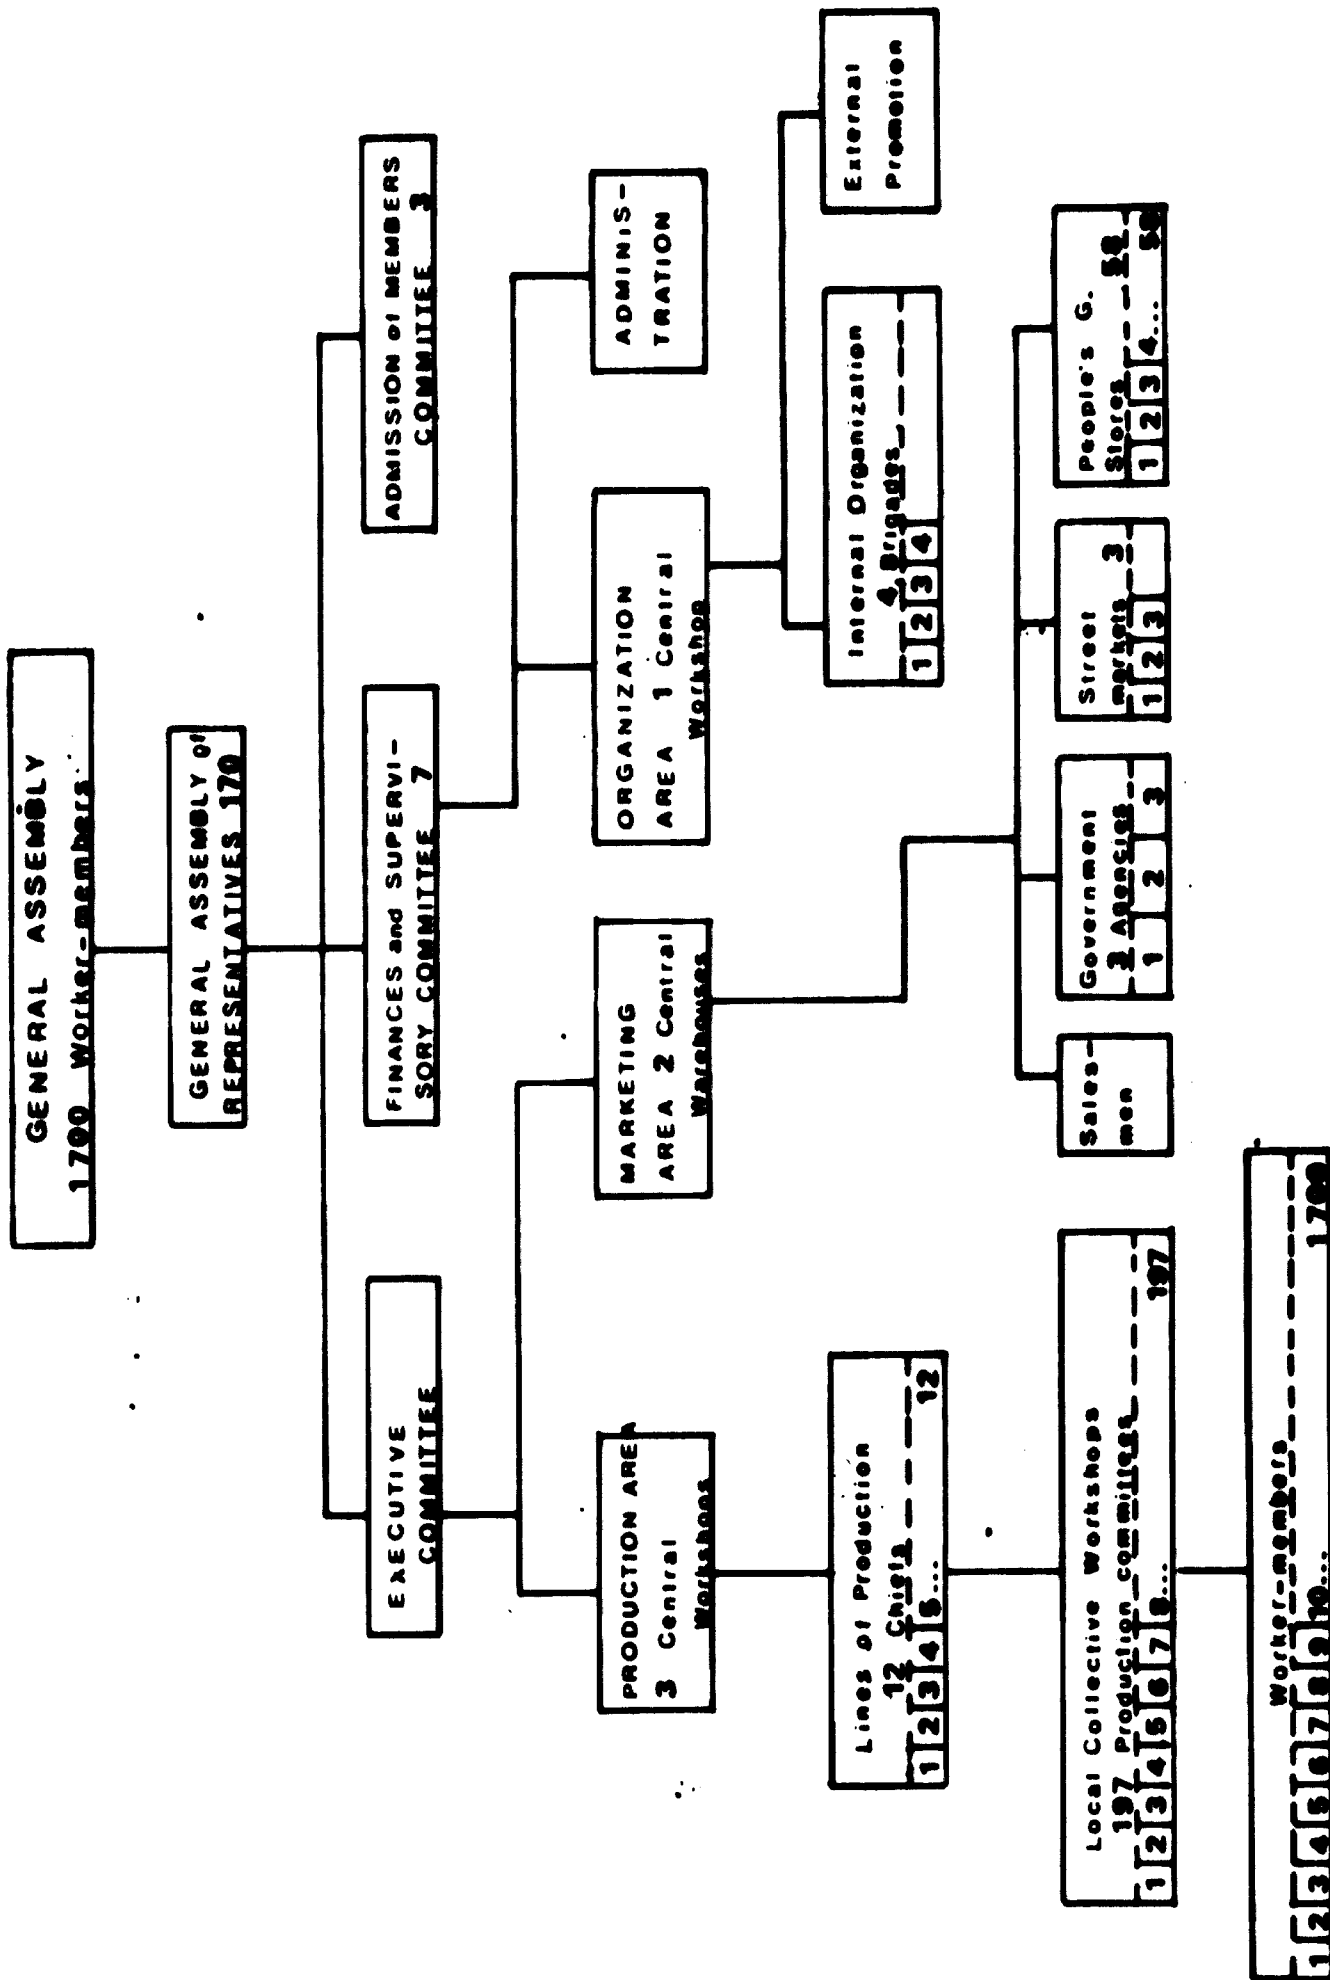 GENERAL ASSEMBLY
1700 Worker-members
GENERAL ASSEMBLY of
REPRESENTATIVES 170
EXECUTIVE
COMMITTEE
FINANCES and SUPERVI-
SORY COMMITTEE 7
ADMISSION of MEMBERS
COMMITTEE 3
PRODUCTION AREA
3 Central
Workshops
MARKETING
AREA 2 Central
Warehouses
ORGANIZATION
AREA 1 Central
Workshop
ADMINIS-
TRATION
Lines of Production
12 Chiefs
1 2 3 4 5... 12
Internal Organization
4 Brigades
1 2 3 4
External
Promotion
Local Collective Workshops
197 Production committees
1 2 3 4 5 6 7 8... 197
Sales-
men
Government
3 Agencies
1 2 3
Street
markets 3
1 2 3
People's G.
Stores 58
1 2 3 4... 58
Worker-members
1 2 3 4 5 6 7 8 9 10... 1700